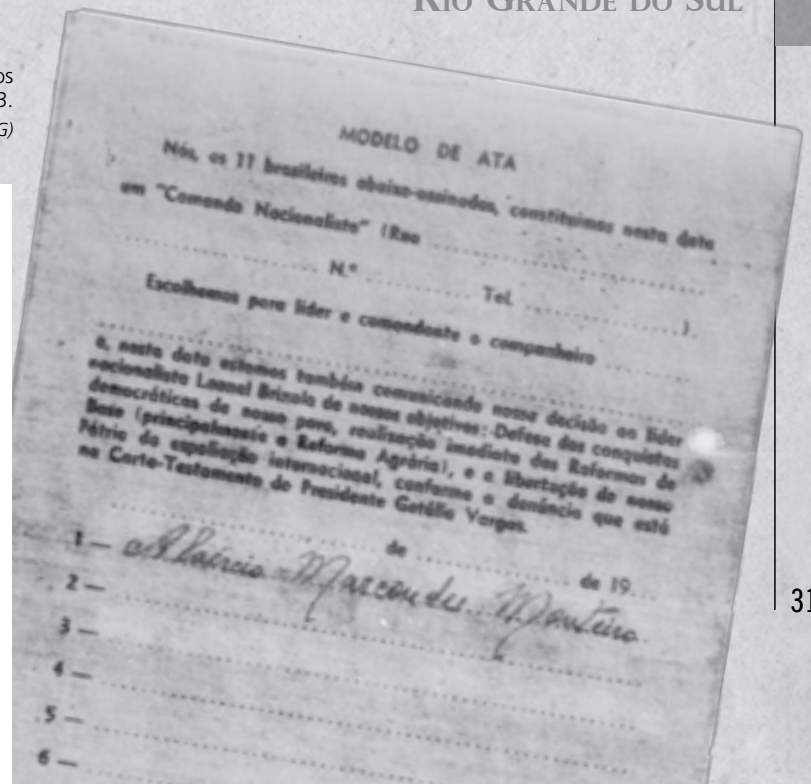 RIO GRANDE DO SUL
os
3.
G)
MODELO DE ATA
Nós, os 11 brasileiros abaixo-assinados, constituimos nesta data
um "Comando Nacionalista" (Rua ....................
.................... N.º ............ Tel. ............... ).
Escolhemos para líder e comandante o companheiro ............
....................
e, nesta data estamos também comunicando nossa decisão ao líder
nacionalista Leonel Brizola de nossos objetivos: Defesa das conquistas
democráticas de nosso povo, realização imediata das Reformas de
Base (principalmente a Reforma Agrária), e a libertação de nossa
Pátria da espoliação internacional, conforme a denúncia que está
na Carta-Testamento do Presidente Getúlio Vargas.
.................... de .................... de 19....
1 — Marcondes Monteiro
2 —
3 —
4 —
5 —
6 —
31